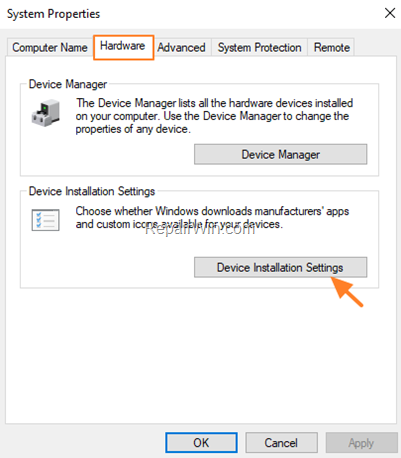 System Properties
Computer Name Hardware Advanced System Protection Remote
Device Manager
The Device Manager lists all the hardware devices installed
on your computer. Use the Device Manager to change the
properties of any device.
Device Manager
Device Installation Settings
Choose whether Windows downloads manufacturers' apps
and custom icons available for your devices.
RepairWin.com
Device Installation Settings
OK Cancel Apply